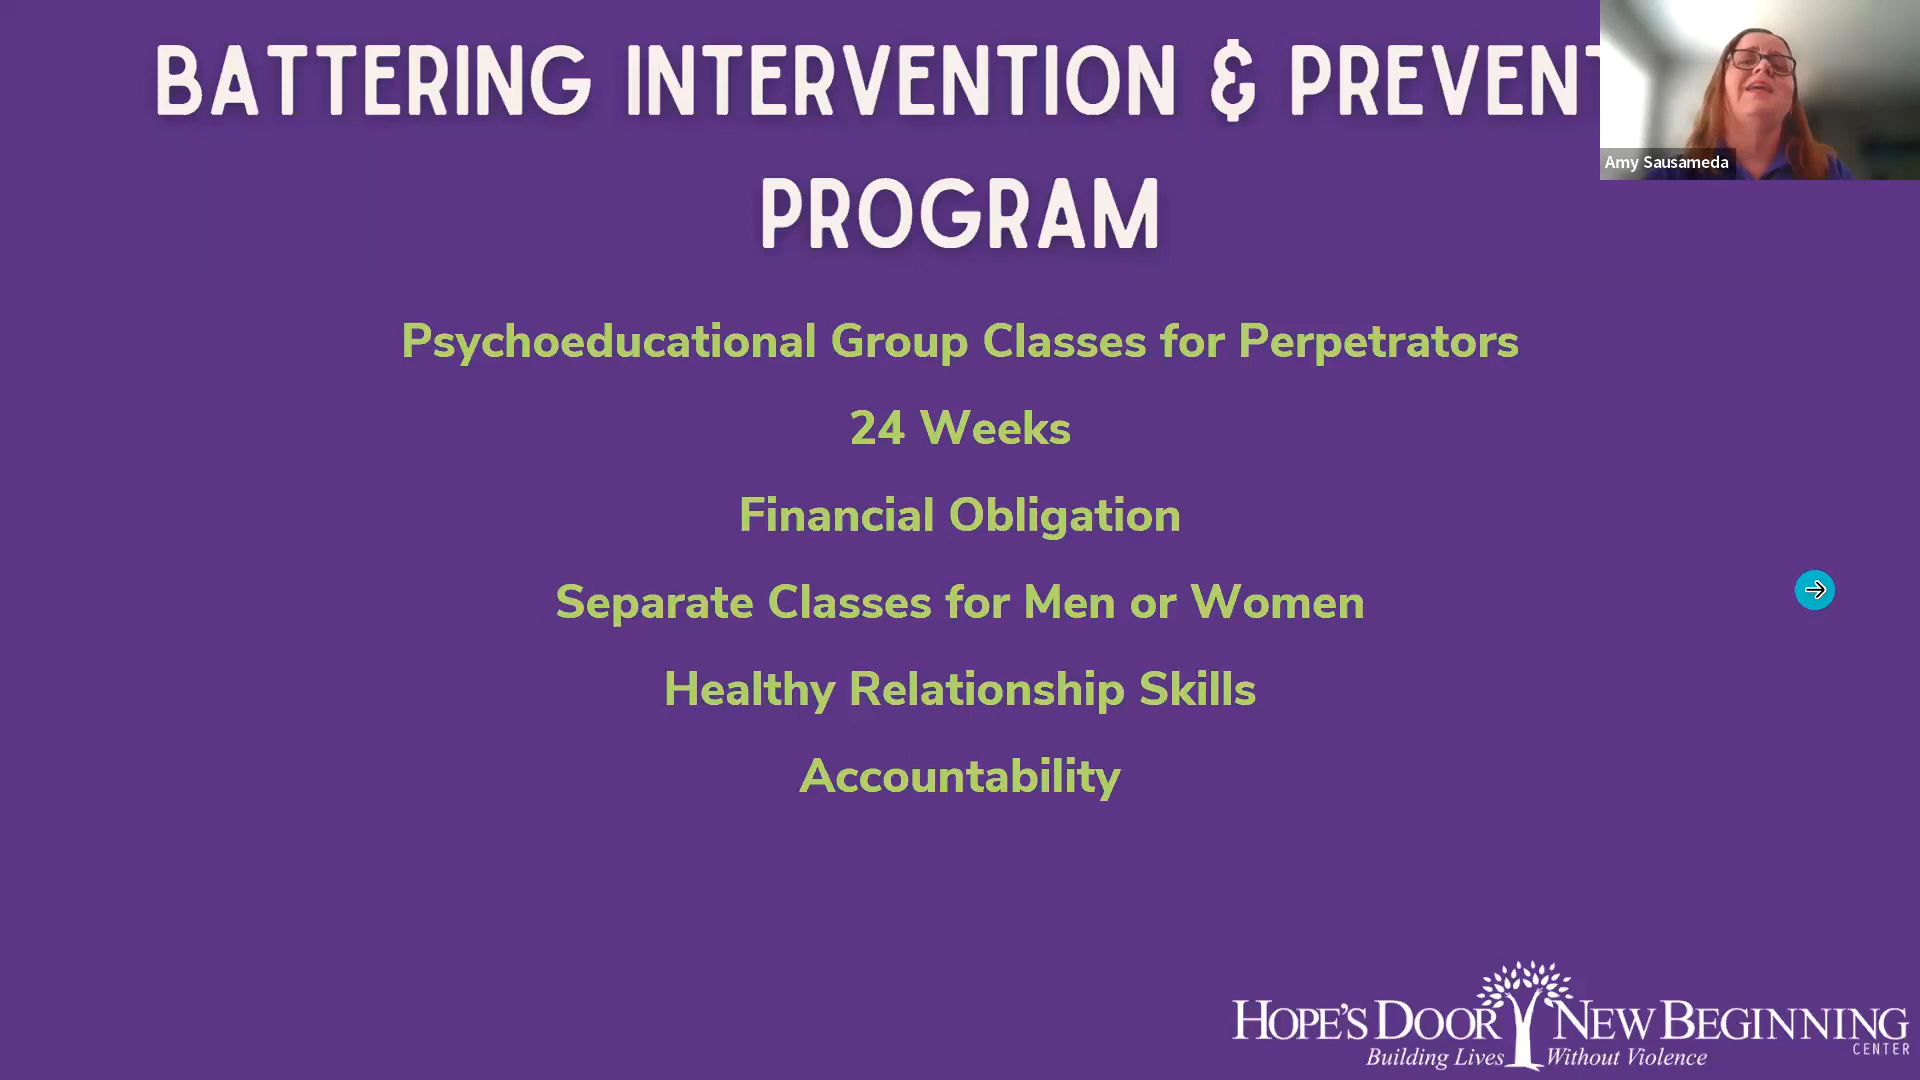 BATTERING INTERVENTION & PREVENT
PROGRAM
Amy Sausameda
Psychoeducational Group Classes for Perpetrators
24 Weeks
Financial Obligation
Separate Classes for Men or Women
Healthy Relationship Skills
Accountability
HOPE'S DOOR NEW BEGINNING
CENTER
Building Lives Without Violence